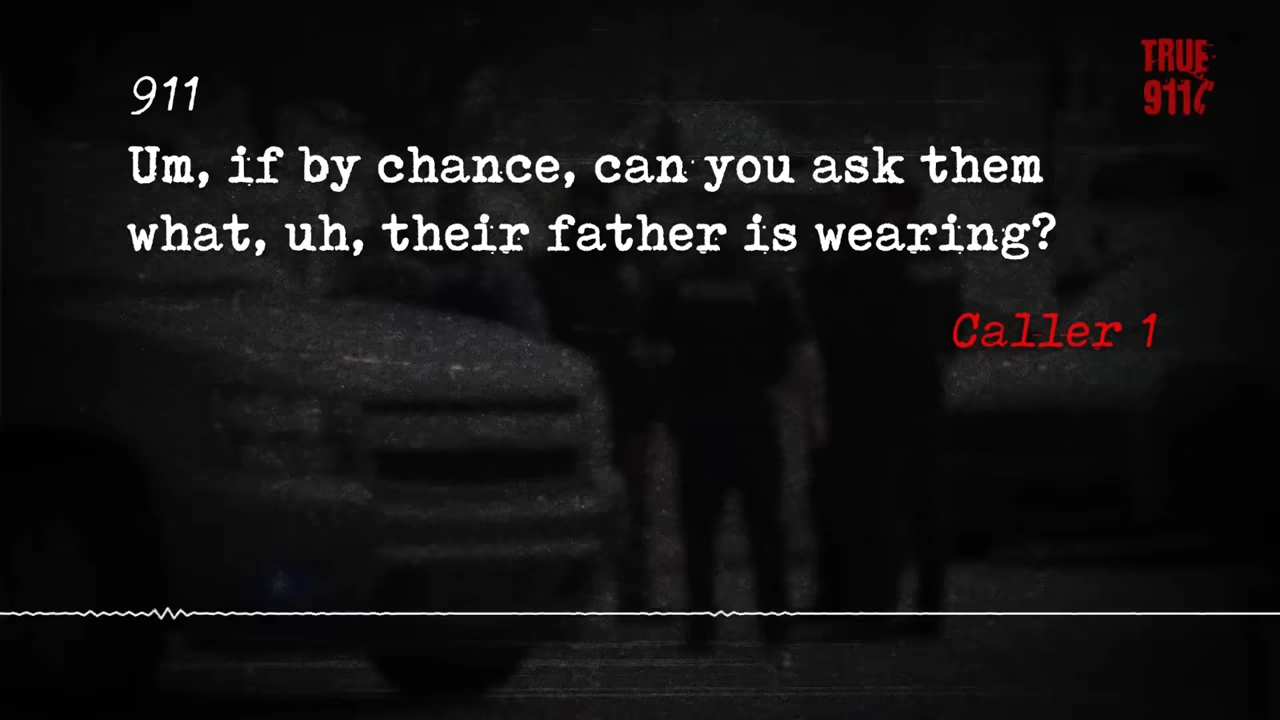 TRUE
911
911
Um, if by chance, can you ask them
what, uh, their father is wearing?
Caller 1